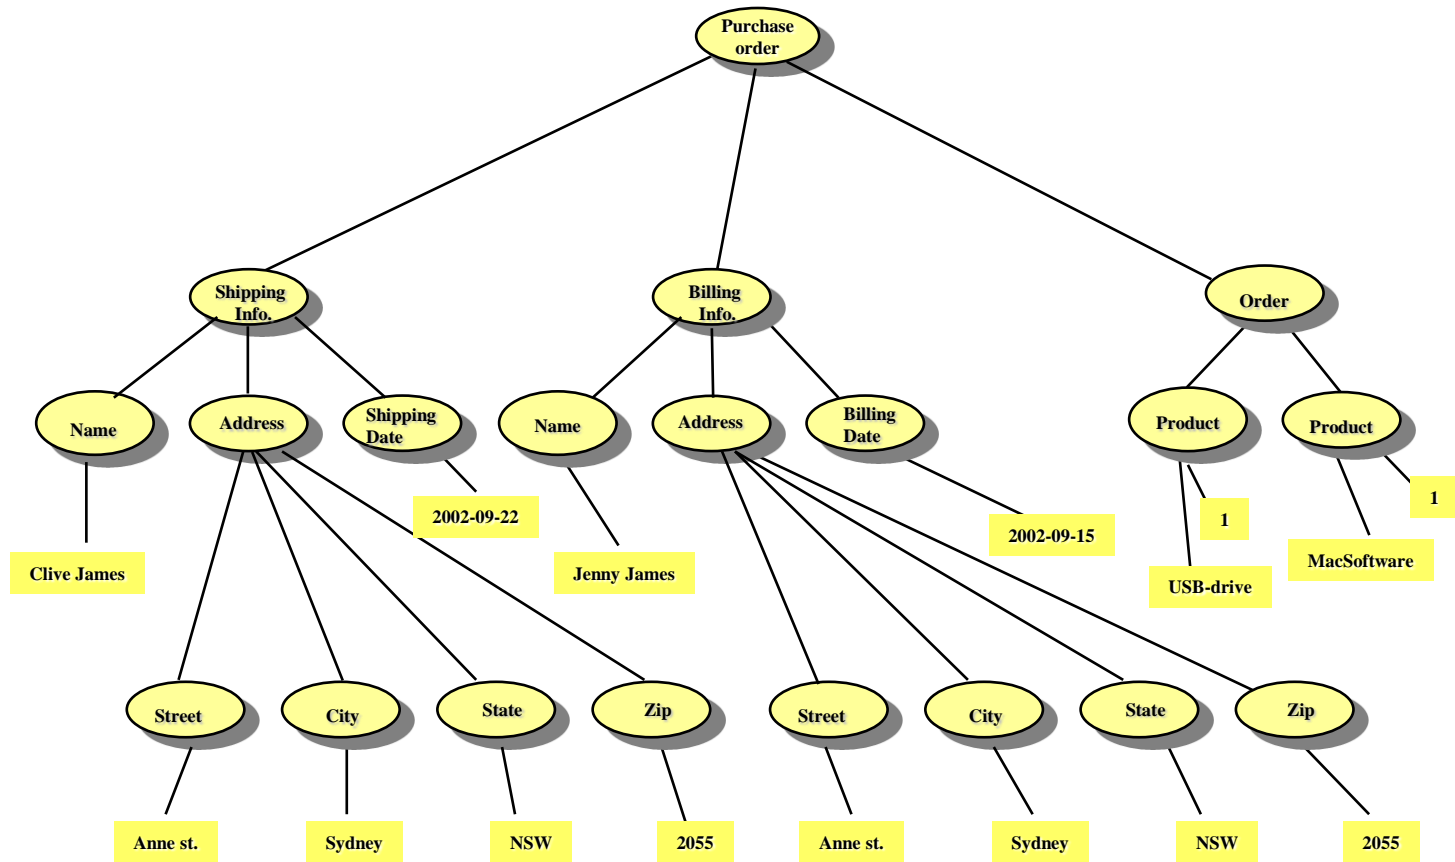 Purchase
order
Shipping
Info.
Billing
Info.
Order
Name
Address
Shipping
Date
Name
Address
Billing
Date
Product
Product
2002-09-22
1
1
2002-09-15
Clive James
Jenny James
USB-drive
MacSoftware
Street
City
State
Zip
Street
City
State
Zip
Anne st.
Sydney
NSW
2055
Anne st.
Sydney
NSW
2055